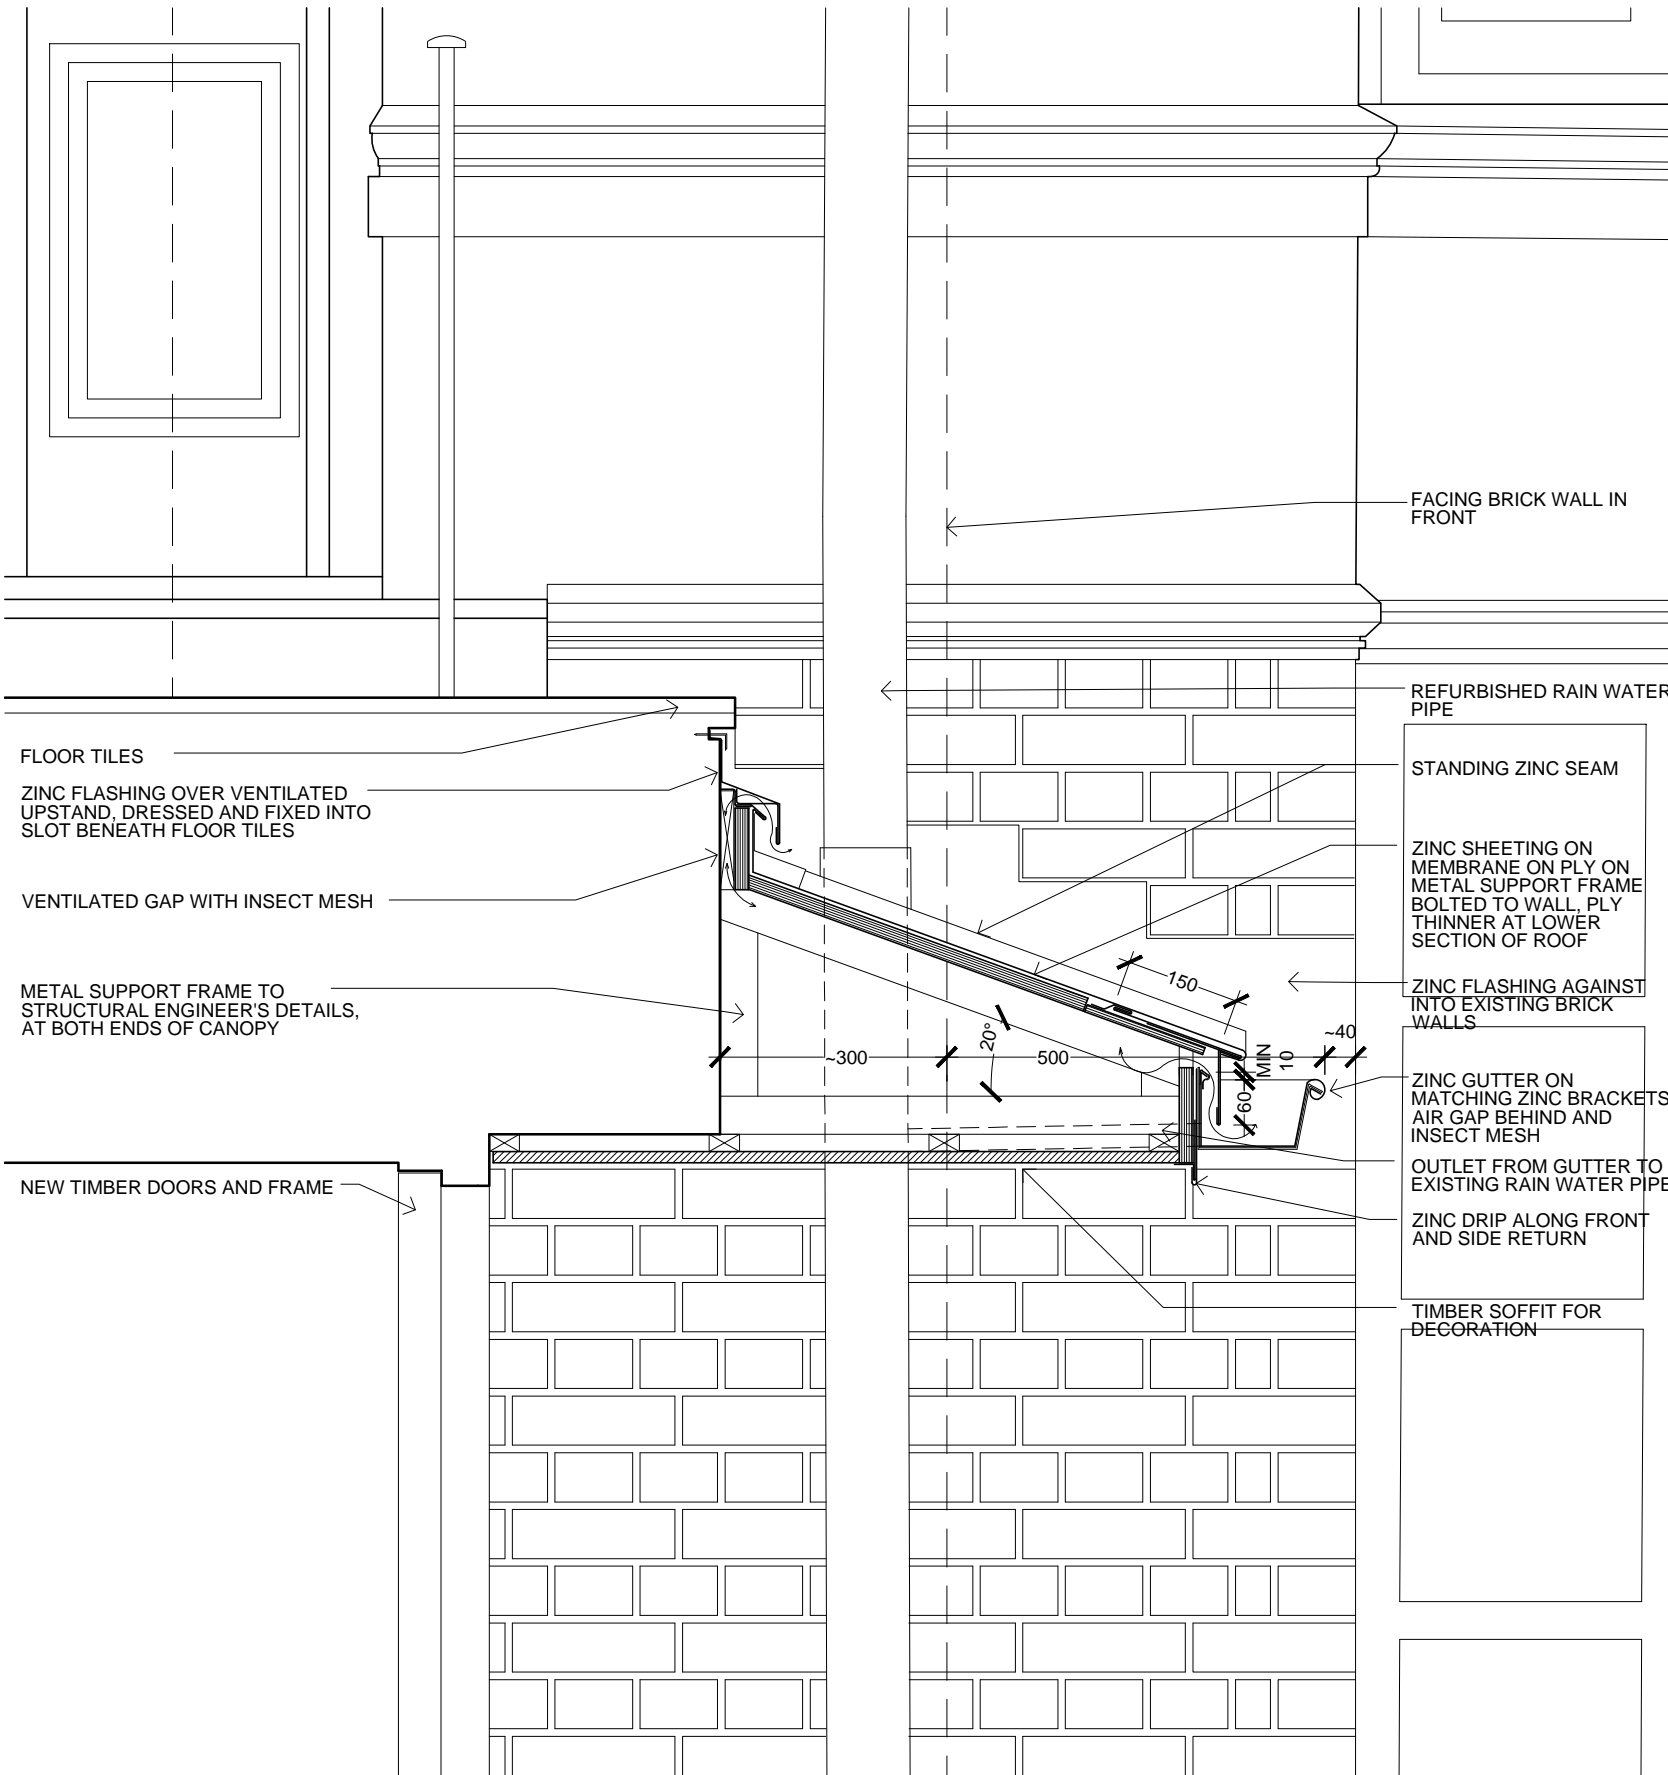 FACING BRICK WALL IN
FRONT
REFURBISHED RAIN WATER
PIPE
FLOOR TILES
STANDING ZINC SEAM
ZINC FLASHING OVER VENTILATED
UPSTAND, DRESSED AND FIXED INTO
SLOT BENEATH FLOOR TILES
ZINC SHEETING ON
MEMBRANE ON PLY ON
METAL SUPPORT FRAME
BOLTED TO WALL, PLY
THINNER AT LOWER
SECTION OF ROOF
VENTILATED GAP WITH INSECT MESH
METAL SUPPORT FRAME TO
STRUCTURAL ENGINEER'S DETAILS,
AT BOTH ENDS OF CANOPY
150
ZINC FLASHING AGAINST
INTO EXISTING BRICK
WALLS
~40
20°
~300
500
MIN
10
60
ZINC GUTTER ON
MATCHING ZINC BRACKETS
AIR GAP BEHIND AND
INSECT MESH
OUTLET FROM GUTTER TO
EXISTING RAIN WATER PIPE
NEW TIMBER DOORS AND FRAME
ZINC DRIP ALONG FRONT
AND SIDE RETURN
TIMBER SOFFIT FOR
DECORATION